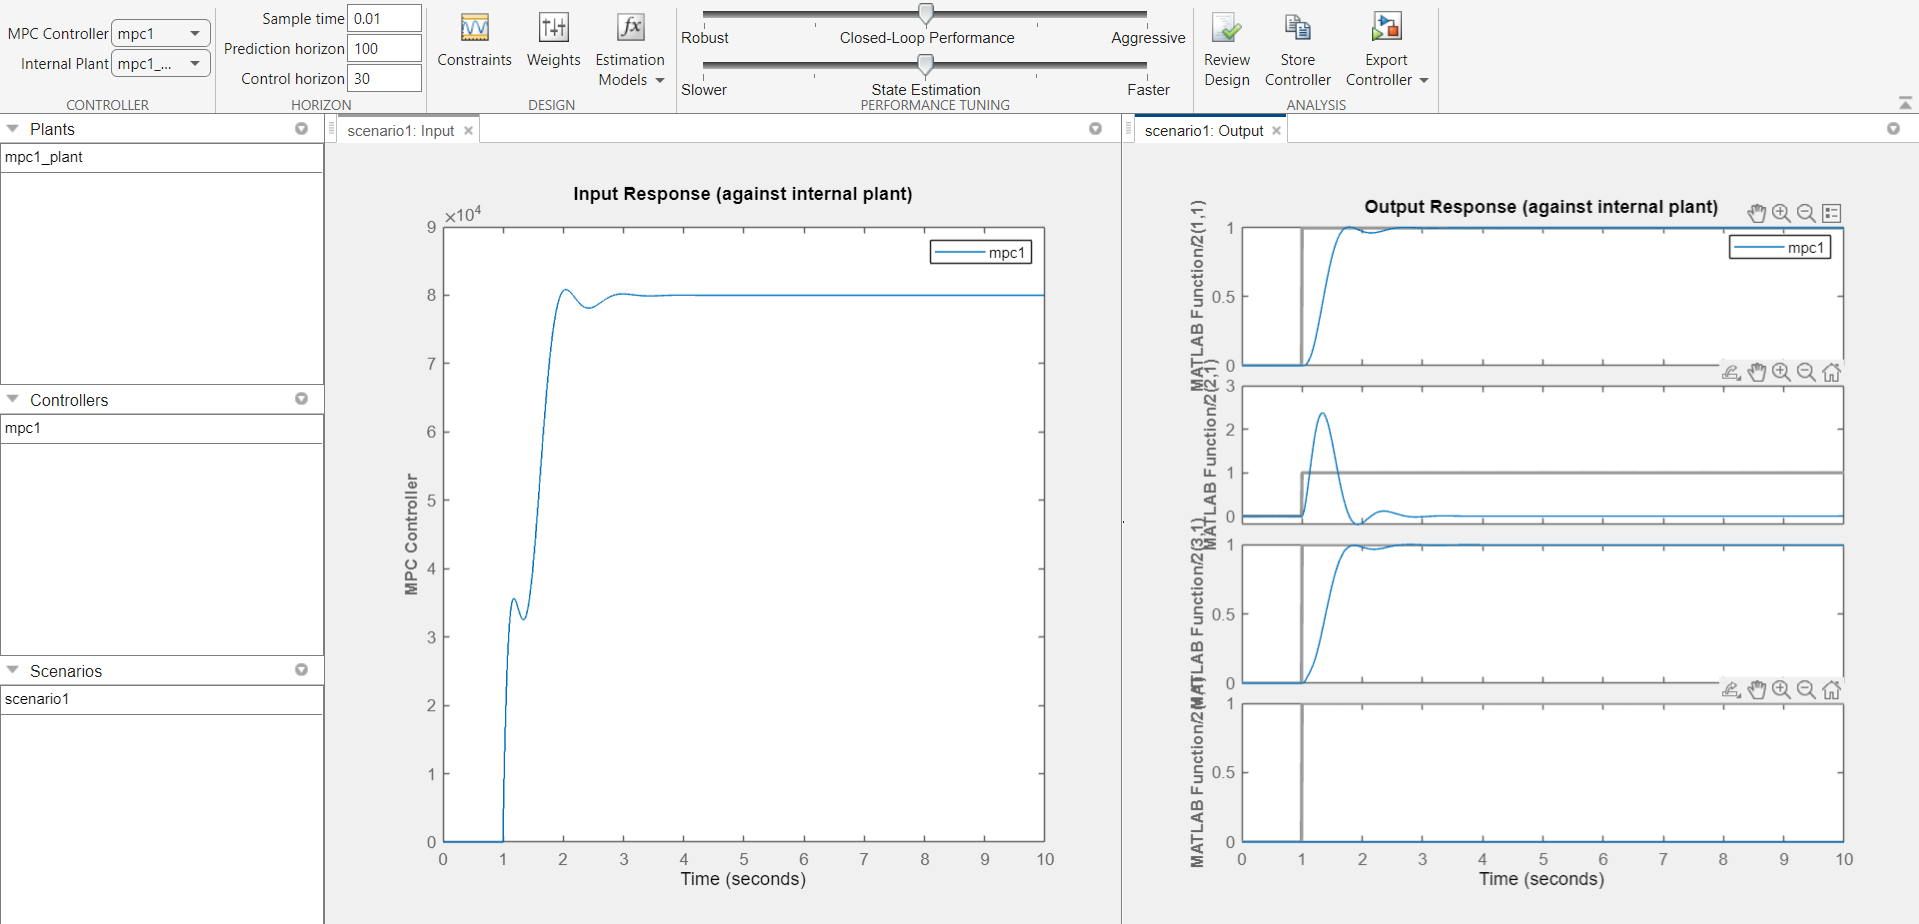 MPC Controller mpc1
Internal Plant mpc1_...
CONTROLLER
Sample time 0.01
Prediction horizon 100
Control horizon 30
HORIZON
Constraints
Weights
Estimation
Models
DESIGN
Robust Closed-Loop Performance Aggressive
Slower State Estimation Faster
PERFORMANCE TUNING
Review
Design
Store
Controller
Export
Controller
ANALYSIS
Plants
mpc1_plant
Controllers
mpc1
Scenarios
scenario1
scenario1: Input
Input Response (against internal plant)
×10⁴
mpc1
9
8
7
6
5
4
3
2
1
0
MPC Controller
0 1 2 3 4 5 6 7 8 9 10
Time (seconds)
scenario1: Output
Output Response (against internal plant)
mpc1
MATLAB Function/2(1,1)
1
0.5
0
MATLAB Function/2(2,1)
3
2
1
0
MATLAB Function/2(3,1)
1
0.5
0
MATLAB Function/2(4,1)
1
0.5
0
0 1 2 3 4 5 6 7 8 9 10
Time (seconds)